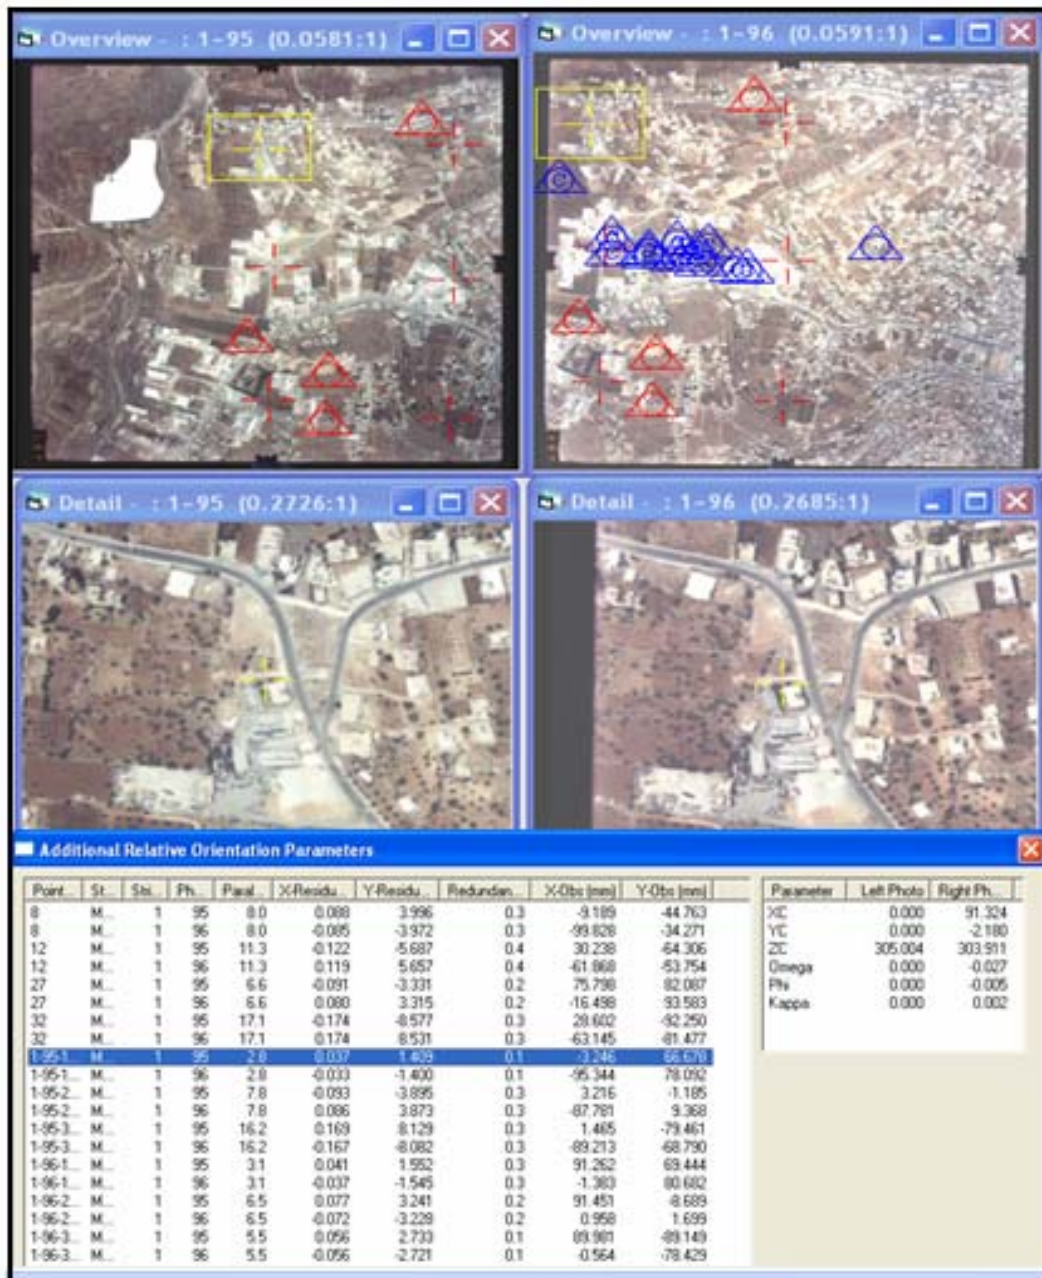 Overview - : 1-95 (0.0581:1)
Overview - : 1-96 (0.0591:1)
Detail - : 1-95 (0.2726:1)
Detail - : 1-96 (0.2685:1)
Additional Relative Orientation Parameters
Point... St... Stri... Ph... Paral... X-Residu... Y-Residu... Redundan... X-Obs (mm) Y-Obs (mm)
8 M... 1 95 8.0 0.088 3.996 0.3 -9.189 -44.763
8 M... 1 96 8.0 -0.085 -3.972 0.3 -99.828 -34.271
12 M... 1 95 11.3 -0.122 -5.687 0.4 30.238 -64.306
12 M... 1 96 11.3 0.119 5.657 0.4 -61.868 -53.754
27 M... 1 95 6.6 -0.091 -3.331 0.2 75.798 82.087
27 M... 1 96 6.6 0.080 3.315 0.2 -16.498 93.583
32 M... 1 95 17.1 -0.174 -8.577 0.3 28.602 -92.250
32 M... 1 96 17.1 0.174 8.531 0.3 -63.145 -81.477
1-95-1... M... 1 95 2.8 0.037 1.409 0.1 -3.246 66.678
1-95-1... M... 1 96 2.8 -0.033 -1.400 0.1 -95.344 78.092
1-95-2... M... 1 95 7.8 -0.093 -3.895 0.3 3.216 -1.185
1-95-2... M... 1 96 7.8 0.086 3.873 0.3 -87.781 9.368
1-95-3... M... 1 95 16.2 0.169 8.129 0.3 1.465 -79.461
1-95-3... M... 1 96 16.2 -0.167 -8.082 0.3 -89.213 -68.790
1-96-1... M... 1 95 3.1 0.041 1.552 0.3 91.262 69.444
1-96-1... M... 1 96 3.1 -0.037 -1.545 0.3 -1.383 80.682
1-96-2... M... 1 95 6.5 0.077 3.241 0.2 91.451 -8.689
1-96-2... M... 1 96 6.5 -0.072 -3.228 0.2 0.958 1.699
1-96-3... M... 1 95 5.5 0.056 2.733 0.1 89.981 -89.149
1-96-3... M... 1 96 5.5 -0.056 -2.721 0.1 -0.564 -78.429
Parameter Left Photo Right Ph...
XC 0.000 91.324
YC 0.000 -2.180
ZC 305.004 303.911
Omega 0.000 -0.027
Phi 0.000 -0.005
Kappa 0.000 0.002